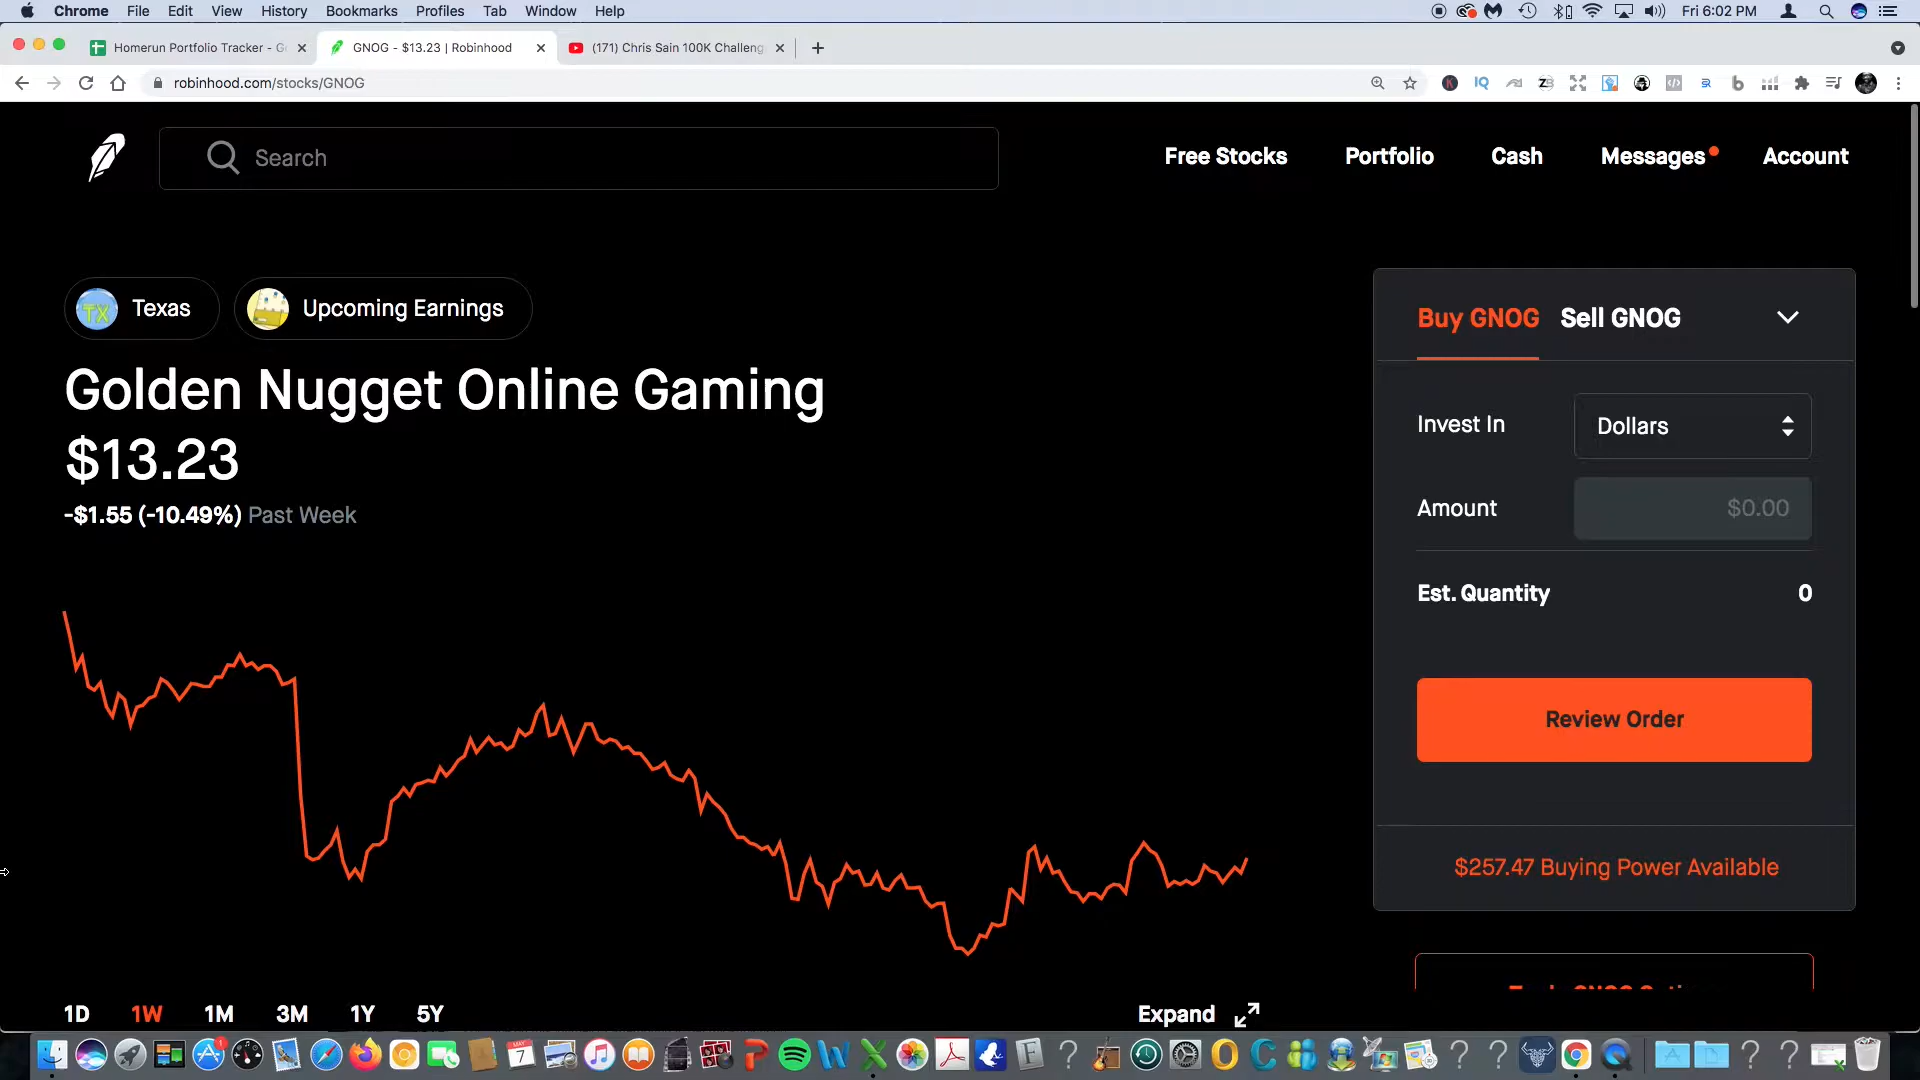 Chrome File Edit View History Bookmarks Profiles Tab Window Help Fri 6:02 PM
Homerun Portfolio Tracker - G
GNOG - $13.23 | Robinhood
(171) Chris Sain 100K Challeng
robinhood.com/stocks/GNOG
Search
Free Stocks Portfolio Cash Messages Account
TX Texas
Upcoming Earnings
Golden Nugget Online Gaming
$13.23
-$1.55 (-10.49%) Past Week
1D 1W 1M 3M 1Y 5Y
Expand
Buy GNOG Sell GNOG
Invest In Dollars
Amount $0.00
Est. Quantity 0
Review Order
$257.47 Buying Power Available
MAY
7